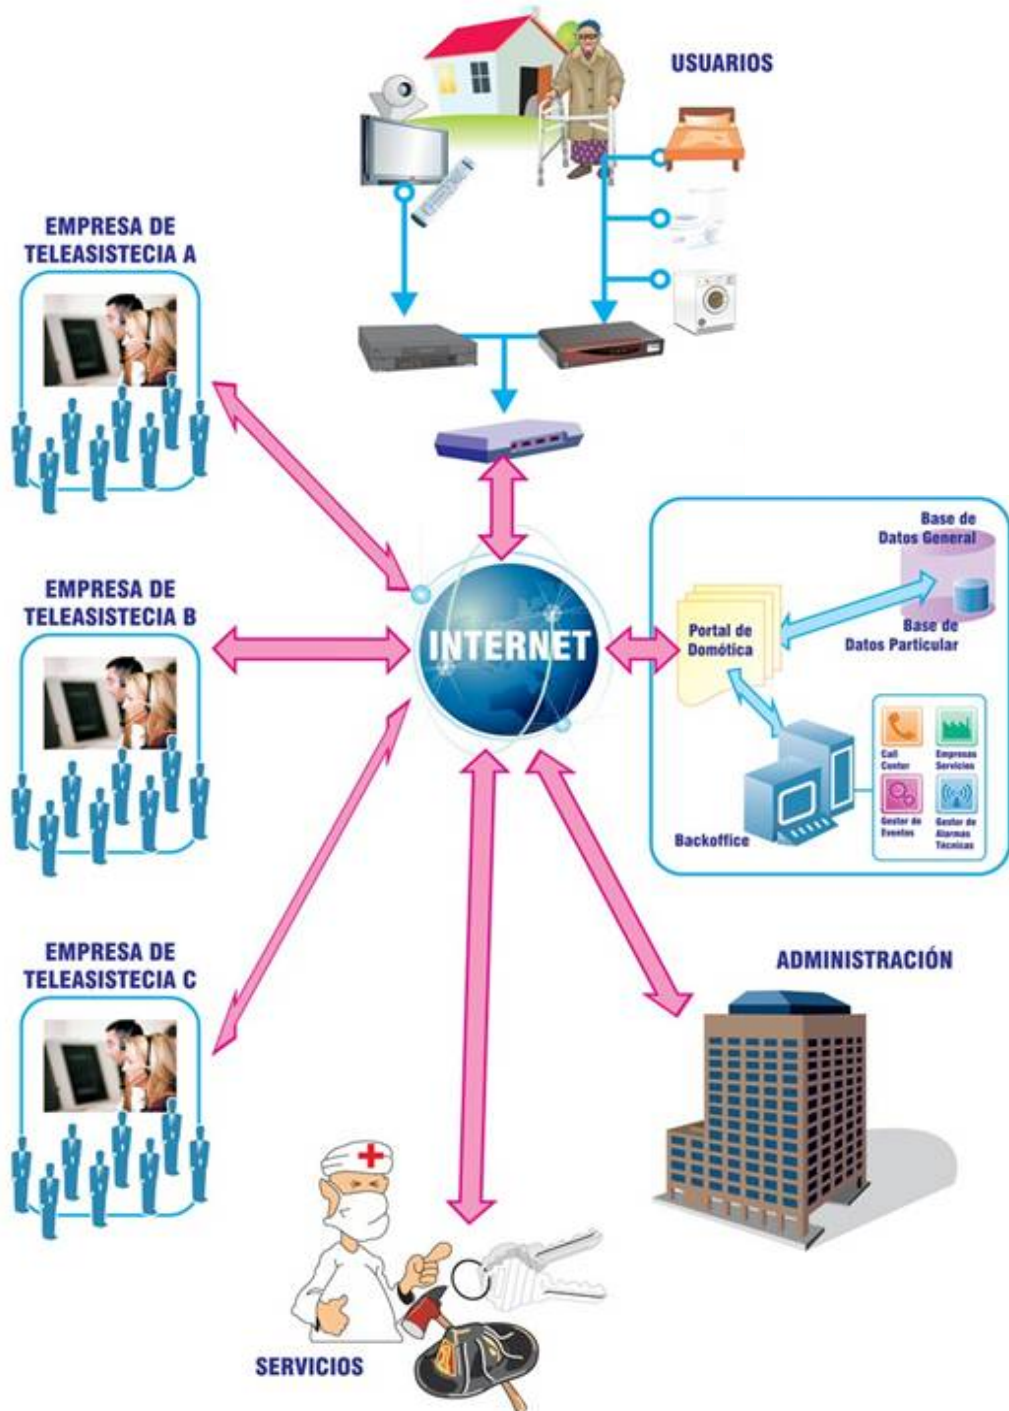 USUARIOS
EMPRESA DE
TELEASISTECIA A
EMPRESA DE
TELEASISTECIA B
EMPRESA DE
TELEASISTECIA C
INTERNET
Base de
Datos General
Base de
Datos Particular
Portal de
Domótica
Backoffice
Call
Center
Empresas
Servicios
Gestor de
Eventos
Gestor de
Alarmas
Técnicas
ADMINISTRACIÓN
SERVICIOS